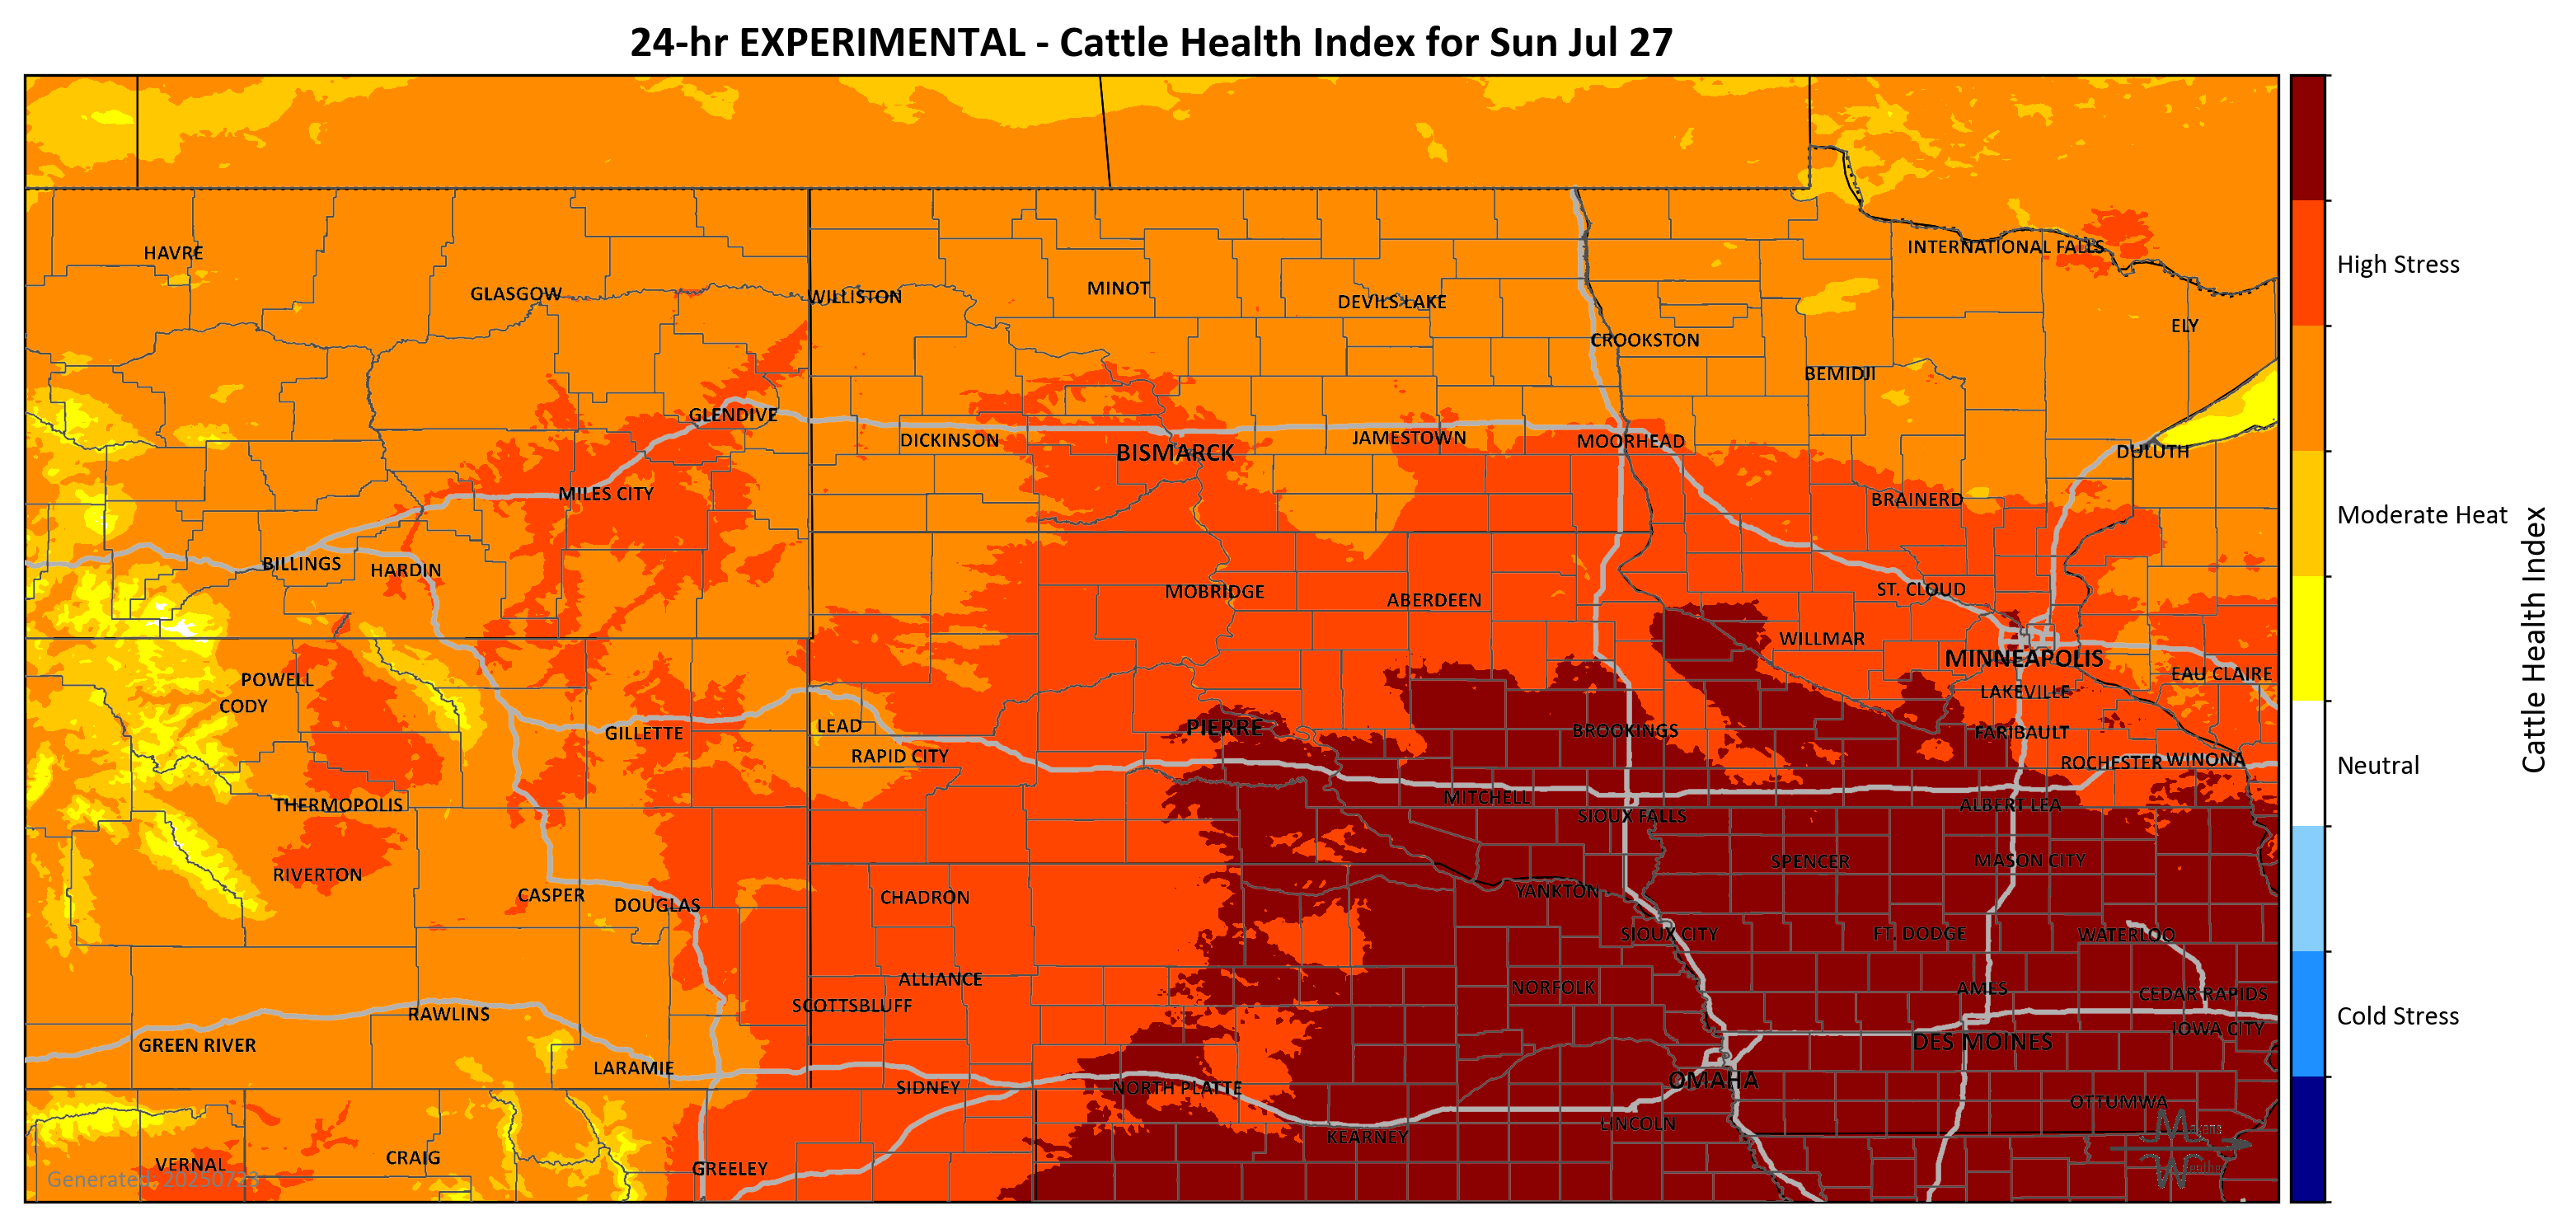 24-hr EXPERIMENTAL - Cattle Health Index for Sun Jul 27
HAVRE
INTERNATIONAL FALLS
GLASGOW
WILLISTON
MINOT
DEVILS LAKE
High Stress
ELY
CROOKSTON
BEMIDJI
GLENDIVE
DICKINSON
BISMARCK
JAMESTOWN
MOORHEAD
DULUTH
MILES CITY
BRAINERD
Moderate Heat
BILLINGS
HARDIN
MOBRIDGE
ABERDEEN
ST. CLOUD
WILLMAR
MINNEAPOLIS
Cattle Health Index
POWELL
CODY
EAU CLAIRE
LAKEVILLE
GILLETTE
LEAD
PIERRE
BROOKINGS
FARIBAULT
RAPID CITY
ROCHESTER
WINONA
Neutral
THERMOPOLIS
MITCHELL
SIOUX FALLS
ALBERT LEA
RIVERTON
SPENCER
MASON CITY
CASPER
DOUGLAS
CHADRON
YANKTON
SIOUX CITY
FT. DODGE
WATERLOO
ALLIANCE
NORFOLK
AMES
CEDAR RAPIDS
SCOTTSBLUFF
RAWLINS
Cold Stress
GREEN RIVER
IOWA CITY
DES MOINES
LARAMIE
SIDNEY
NORTH PLATTE
OMAHA
LINCOLN
OTTUMWA
KEARNEY
VERNAL
CRAIG
GREELEY
Generated: 20250723